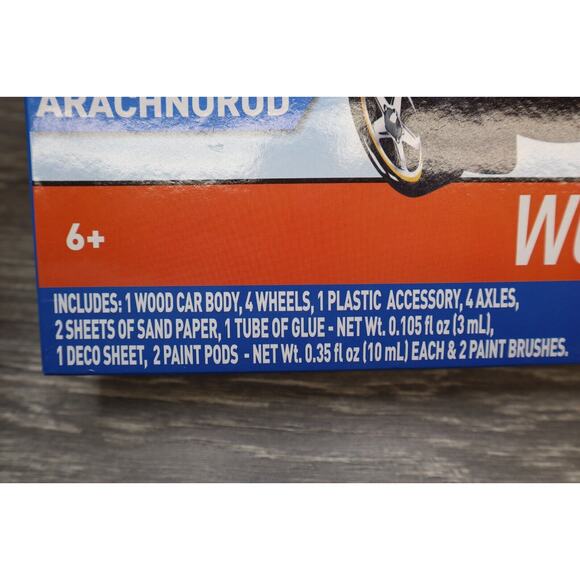 ARACHNOROD
6+
INCLUDES: 1 WOOD CAR BODY, 4 WHEELS, 1 PLASTIC ACCESSORY, 4 AXLES,
2 SHEETS OF SAND PAPER, 1 TUBE OF GLUE - NET Wt. 0.105 fl oz (3 mL),
1 DECO SHEET, 2 PAINT PODS - NET Wt. 0.35 fl oz (10 mL) EACH & 2 PAINT BRUSHES.